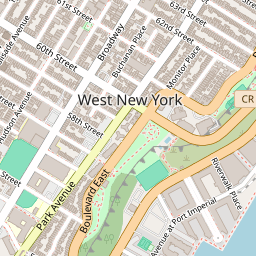 61st Street
Broadway
62nd Street
63rd Street
60th Street
Buchanan Place
Monitor Place
West New York
CR
Hudson Avenue
58th Street
Park Avenue
Boulevard East
Riverwalk Place
Avenue at Port Imperial